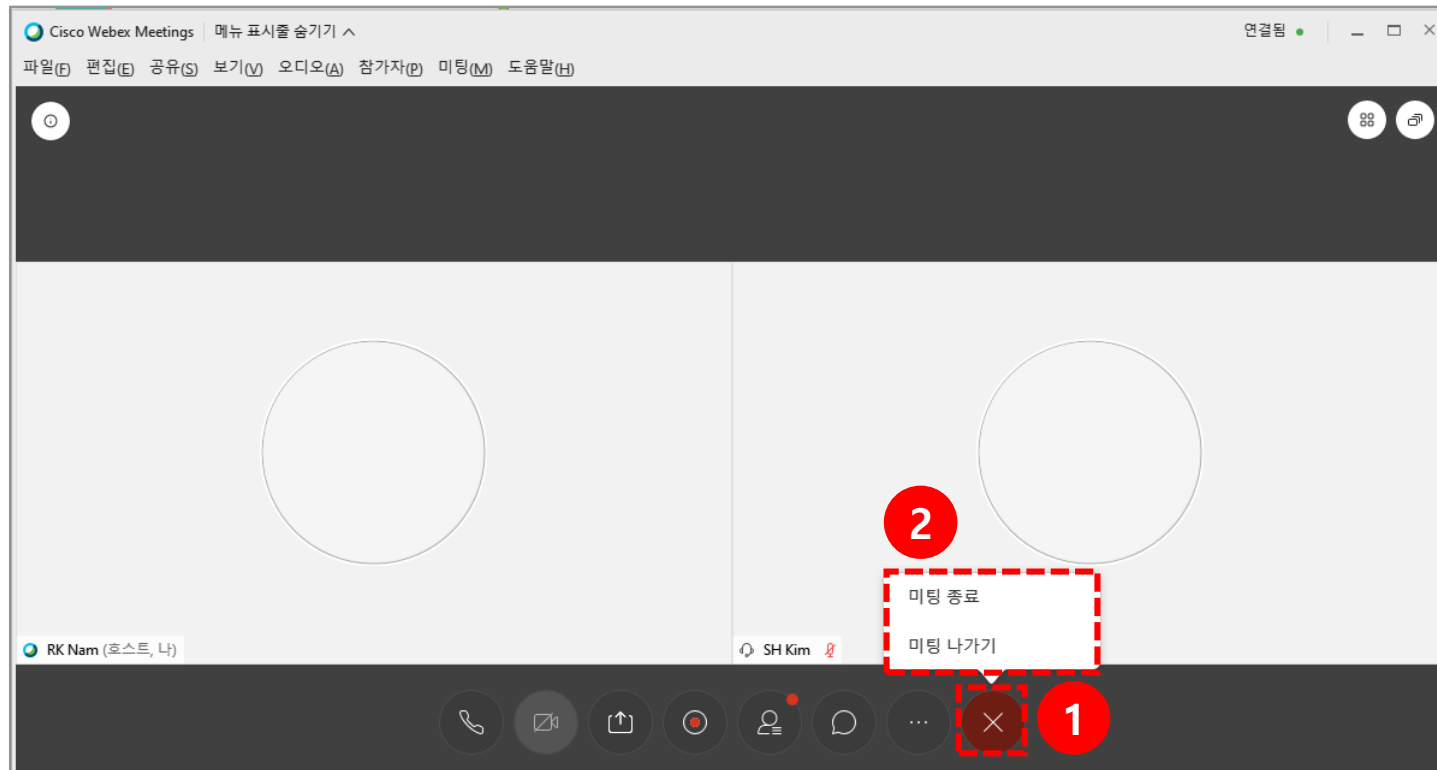 Cisco Webex Meetings 메뉴 표시줄 숨기기 연결됨
파일(F) 편집(E) 공유(S) 보기(V) 오디오(A) 참가자(P) 미팅(M) 도움말(H)
2
미팅 종료
미팅 나가기
RK Nam (호스트, 나) SH Kim
1